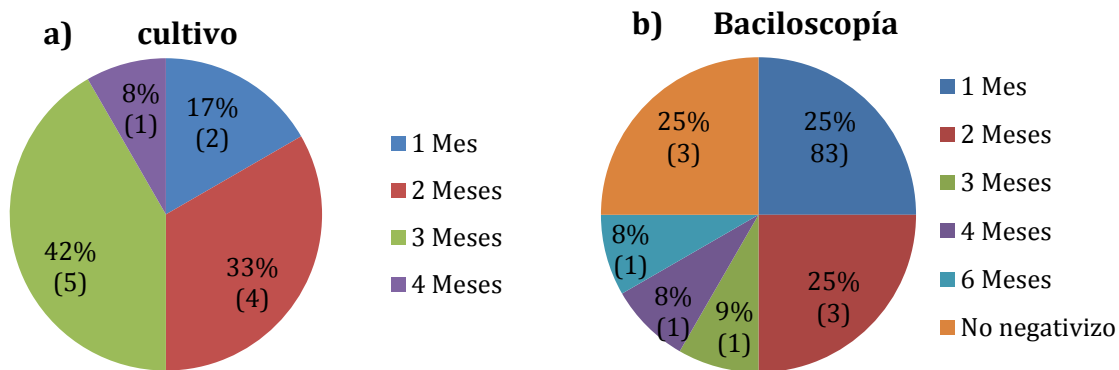 a) cultivo
8%
(1)
17%
(2)
42%
(5)
33%
(4)
1 Mes
2 Meses
3 Meses
4 Meses
b) Baciloscopía
25%
(3)
25%
83)
8%
(1)
8%
(1)
9%
(1)
25%
(3)
1 Mes
2 Meses
3 Meses
4 Meses
6 Meses
No negativizo